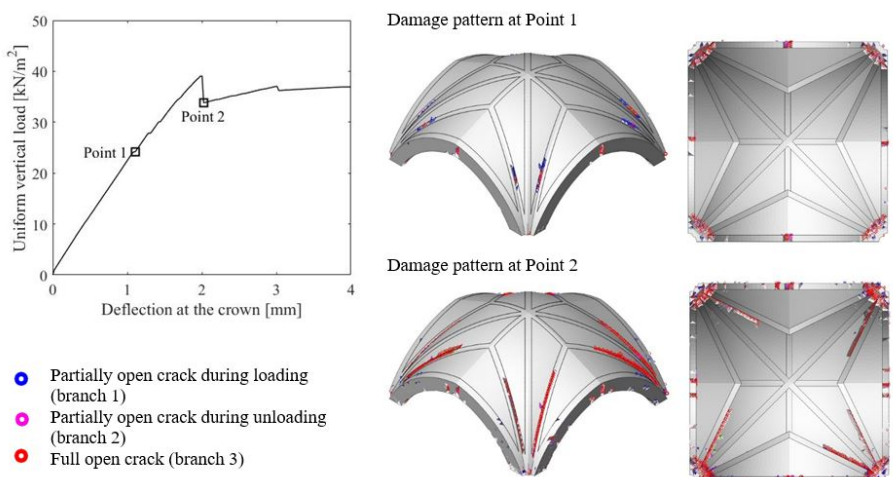 Uniform vertical load [kN/m²]
50
40
30
20
10
0
Point 1
Point 2
0 1 2 3 4
Deflection at the crown [mm]
Partially open crack during loading
(branch 1)
Partially open crack during unloading
(branch 2)
Full open crack (branch 3)
Damage pattern at Point 1
Damage pattern at Point 2